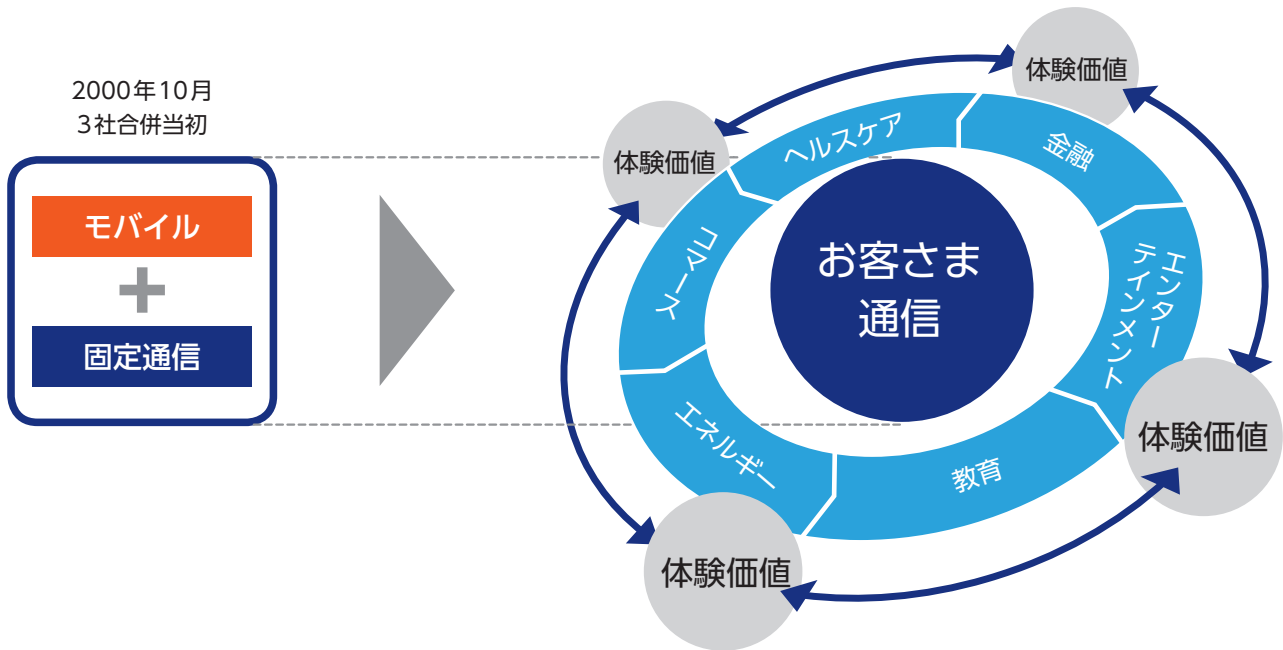 2000年10月
3社合併当初
モバイル
+
固定通信
体験価値
体験価値
ヘルスケア
金融
コマース
エンター
テインメント
お客さま
通信
エネルギー
教育
体験価値
体験価値